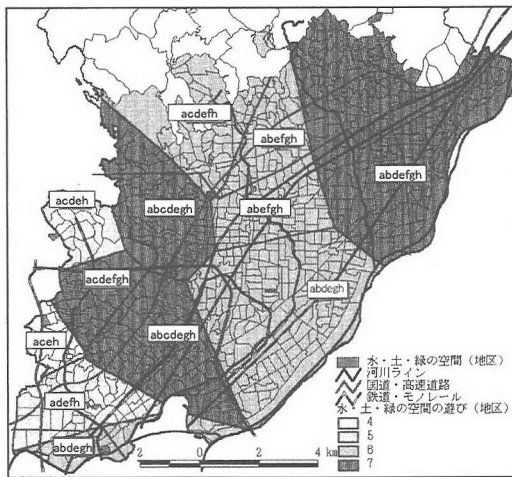 acdefh
abefgh
abdefgh
acdeh
abcdegh
abefgh
acdefgh
abdegh
abcdegh
aceh
adefh
abdegh
水・土・緑の空間（地区）
河川ライン
国道・高速道路
鉄道・モノレール
水・土・緑の空間の遊び（地区）
4
5
6
7
2 0 2 4 km